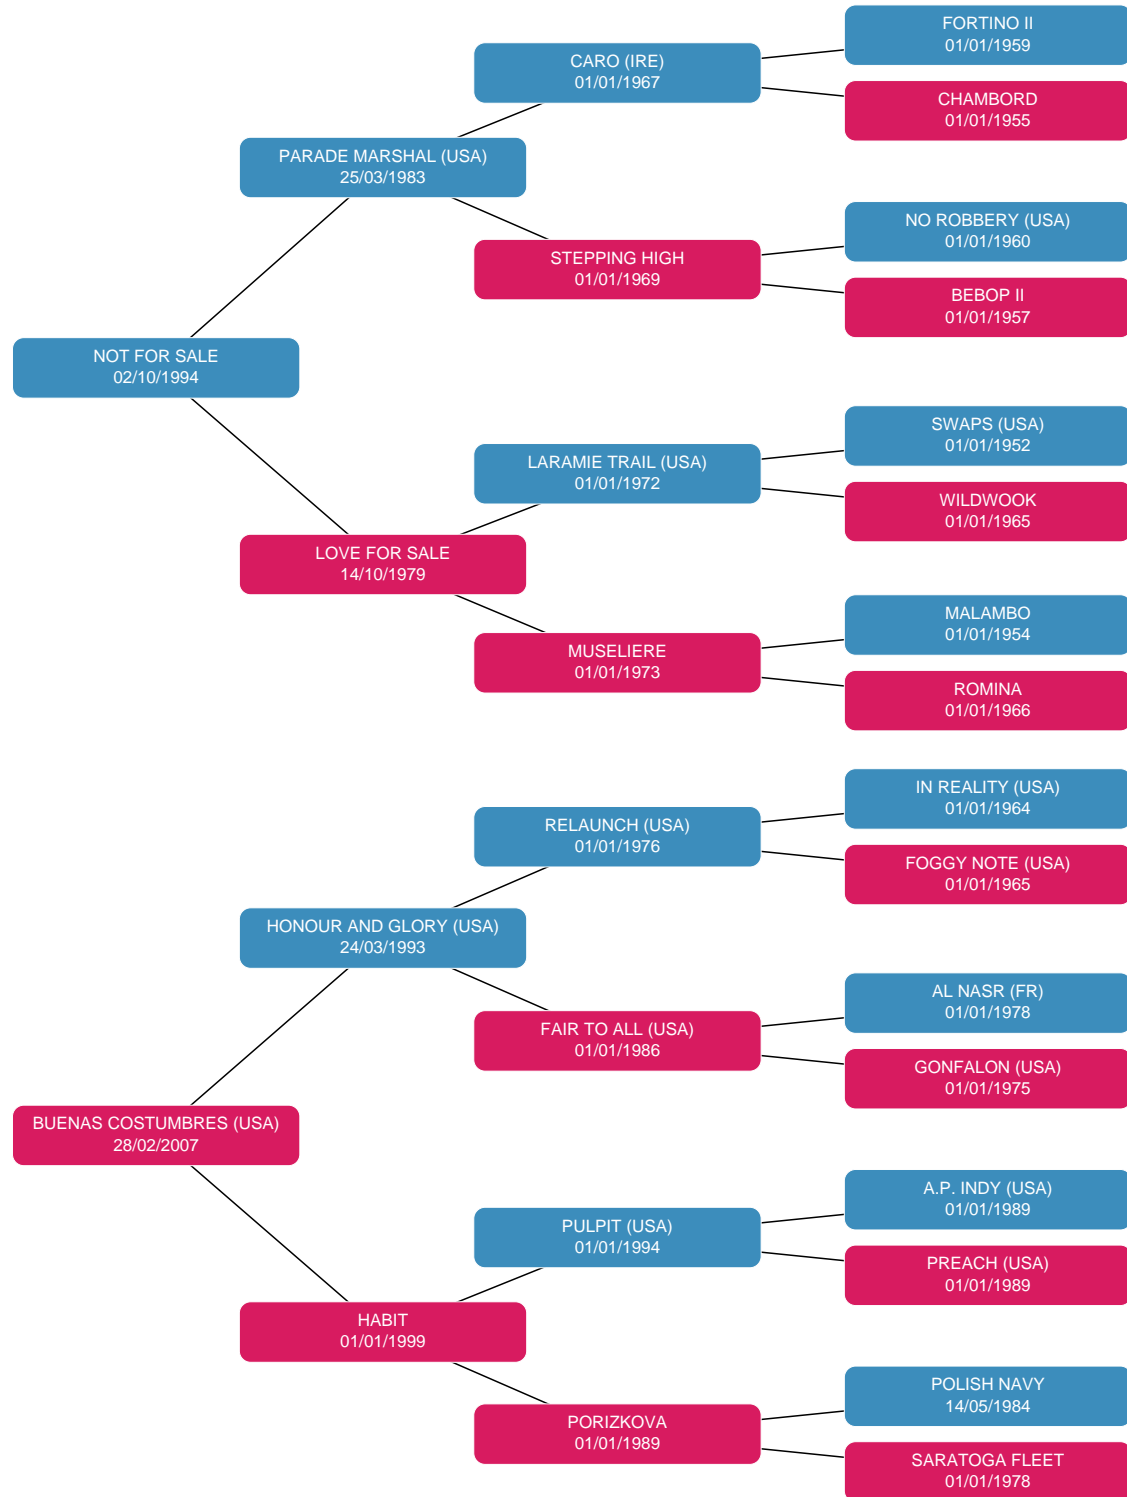 FORTINO II
01/01/1959
CARO (IRE)
01/01/1967
CHAMBORD
01/01/1955
PARADE MARSHAL (USA)
25/03/1983
NO ROBBERY (USA)
01/01/1960
STEPPING HIGH
01/01/1969
BEBOP II
01/01/1957
NOT FOR SALE
02/10/1994
SWAPS (USA)
01/01/1952
LARAMIE TRAIL (USA)
01/01/1972
WILDWOOK
01/01/1965
LOVE FOR SALE
14/10/1979
MALAMBO
01/01/1954
MUSELIERE
01/01/1973
ROMINA
01/01/1966
IN REALITY (USA)
01/01/1964
RELAUNCH (USA)
01/01/1976
FOGGY NOTE (USA)
01/01/1965
HONOUR AND GLORY (USA)
24/03/1993
AL NASR (FR)
01/01/1978
FAIR TO ALL (USA)
01/01/1986
GONFALON (USA)
01/01/1975
BUENAS COSTUMBRES (USA)
28/02/2007
A.P. INDY (USA)
01/01/1989
PULPIT (USA)
01/01/1994
PREACH (USA)
01/01/1989
HABIT
01/01/1999
POLISH NAVY
14/05/1984
PORIZKOVA
01/01/1989
SARATOGA FLEET
01/01/1978